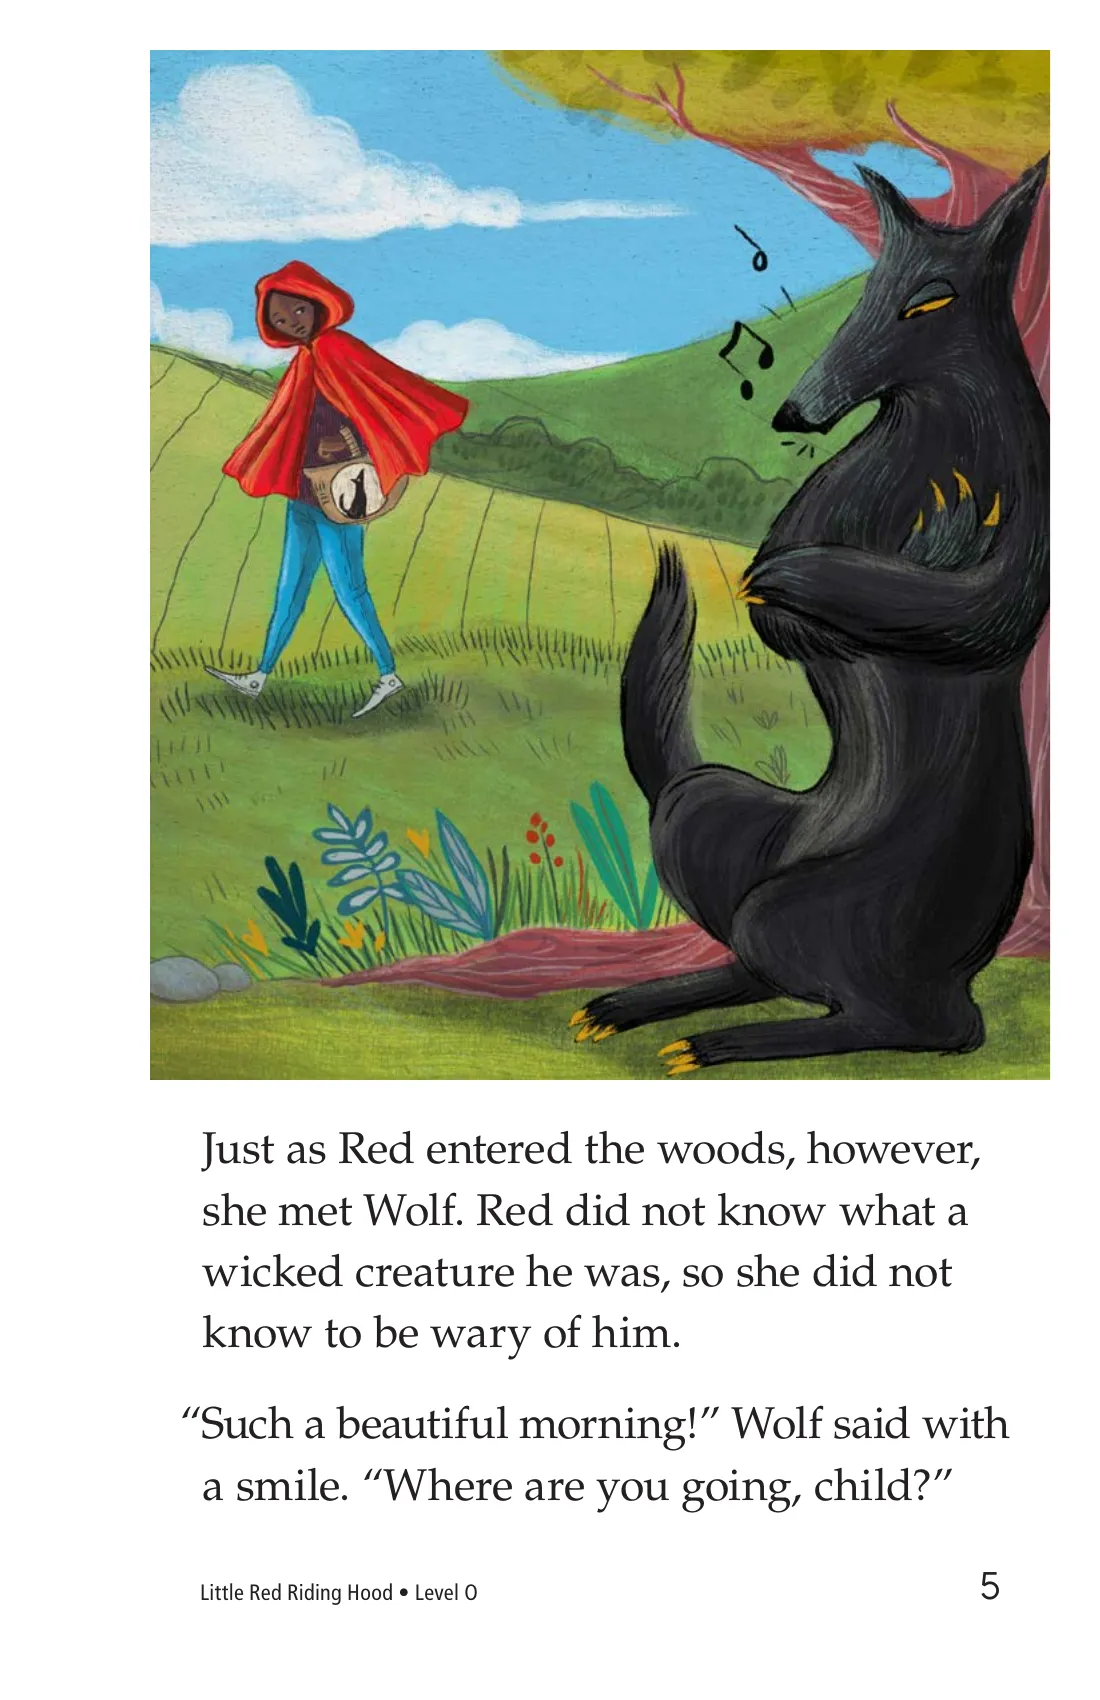 Just as Red entered the woods, however,
she met Wolf. Red did not know what a
wicked creature he was, so she did not
know to be wary of him.
“Such a beautiful morning!” Wolf said with
a smile. “Where are you going, child?”
Little Red Riding Hood • Level O
5